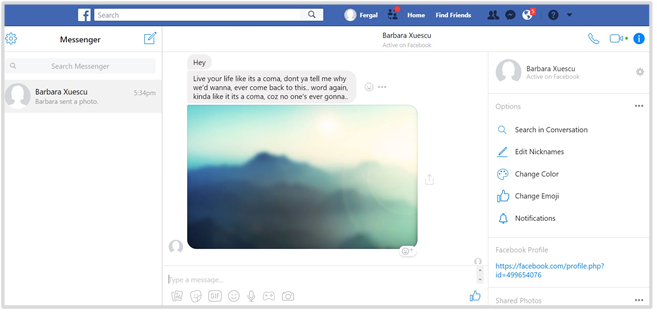 f
Search
Fergal
Home
Find Friends
5
?
Messenger
Search Messenger
Barbara Xuescu
Barbara sent a photo.
5:34pm
Barbara Xuescu
Active on Facebook
Hey
Live your life like its a coma, dont ya tell me why
we'd wanna, ever come back to this.. word again,
kinda like it its a coma, coz no one's ever gonna..
Type a message...
GIF
Barbara Xuescu
Active on Facebook
Options
Search in Conversation
Edit Nicknames
Change Color
Change Emoji
Notifications
Facebook Profile
https://facebook.com/profile.php?
id=499654076
Shared Photos